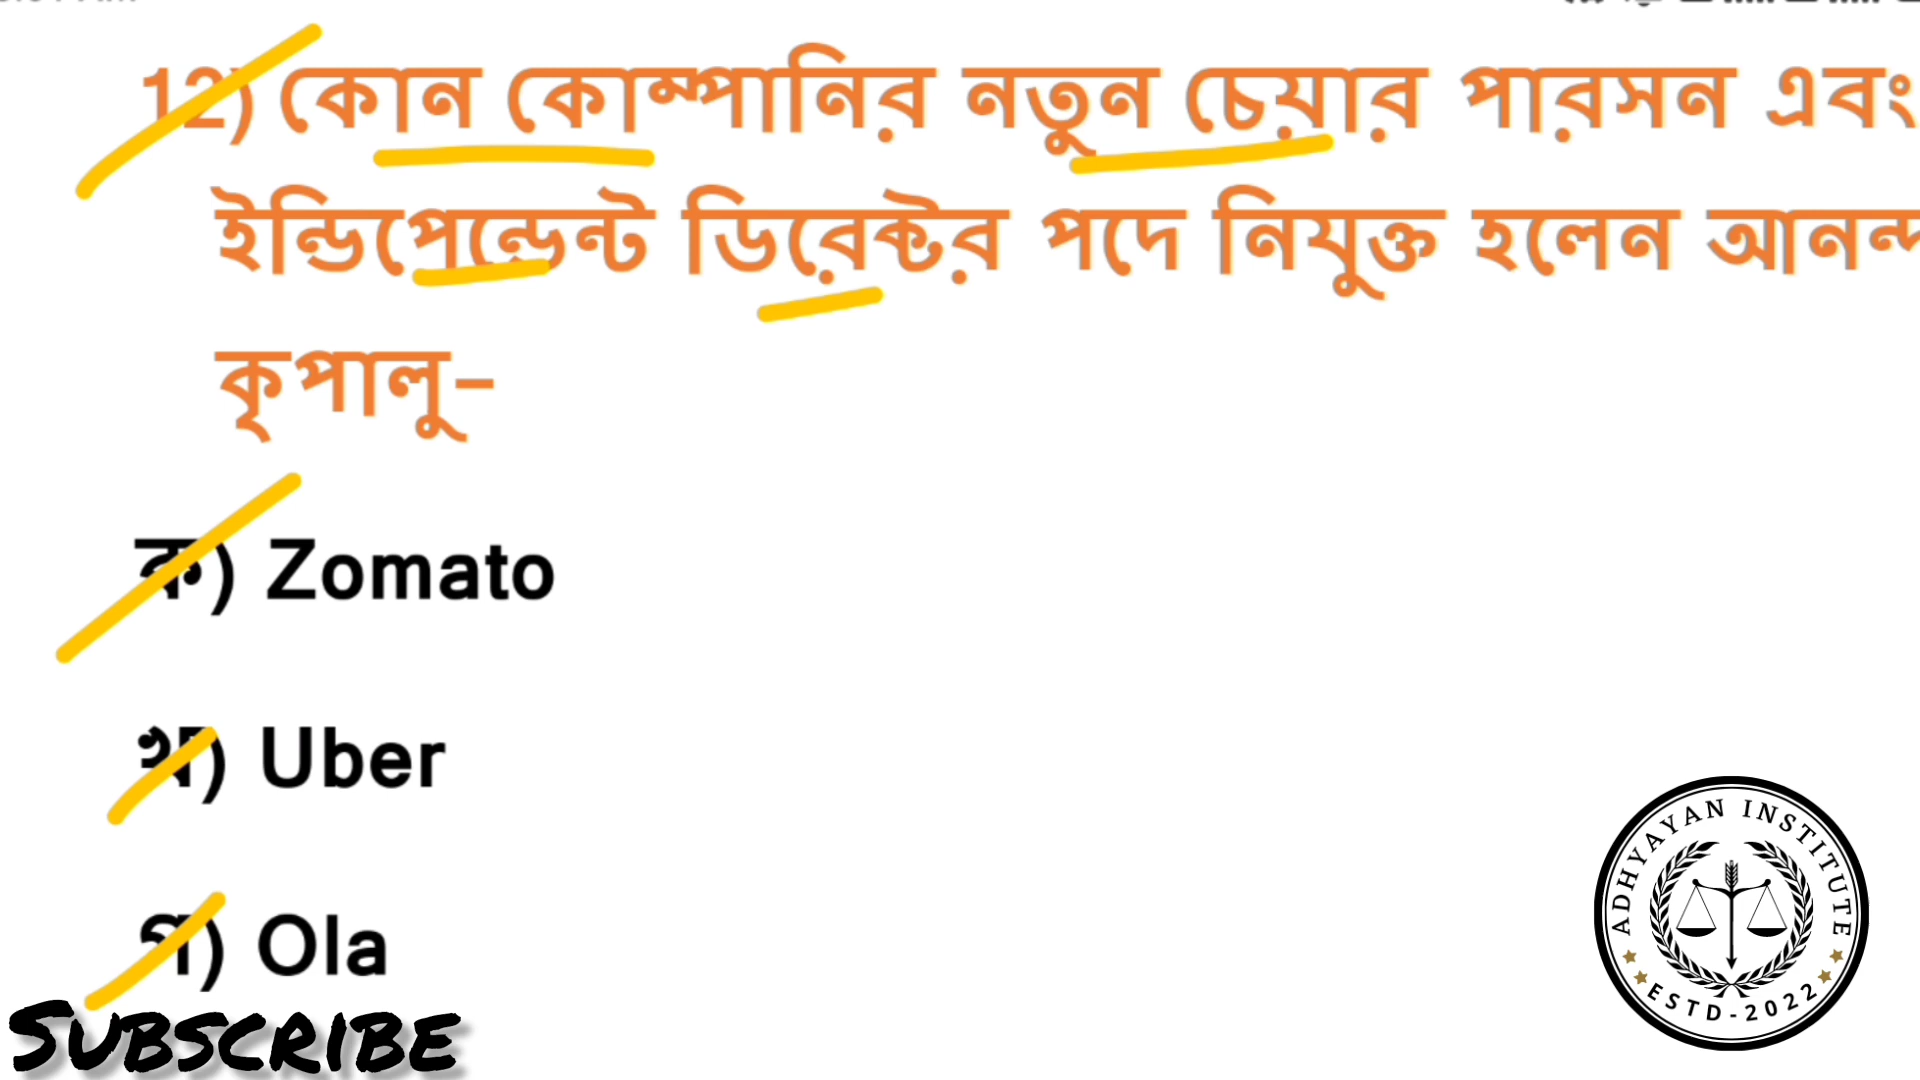 12) কোন কোম্পানির নতুন চেয়ার পারসন এবং
ইন্ডিপেন্ডেন্ট ডিরেক্টর পদে নিযুক্ত হলেন আনন্দ
কৃপালু–
ক) Zomato
খ) Uber
গ) Ola
SUBSCRIBE
ADHYAYAN INSTITUTE
ESTD-2022